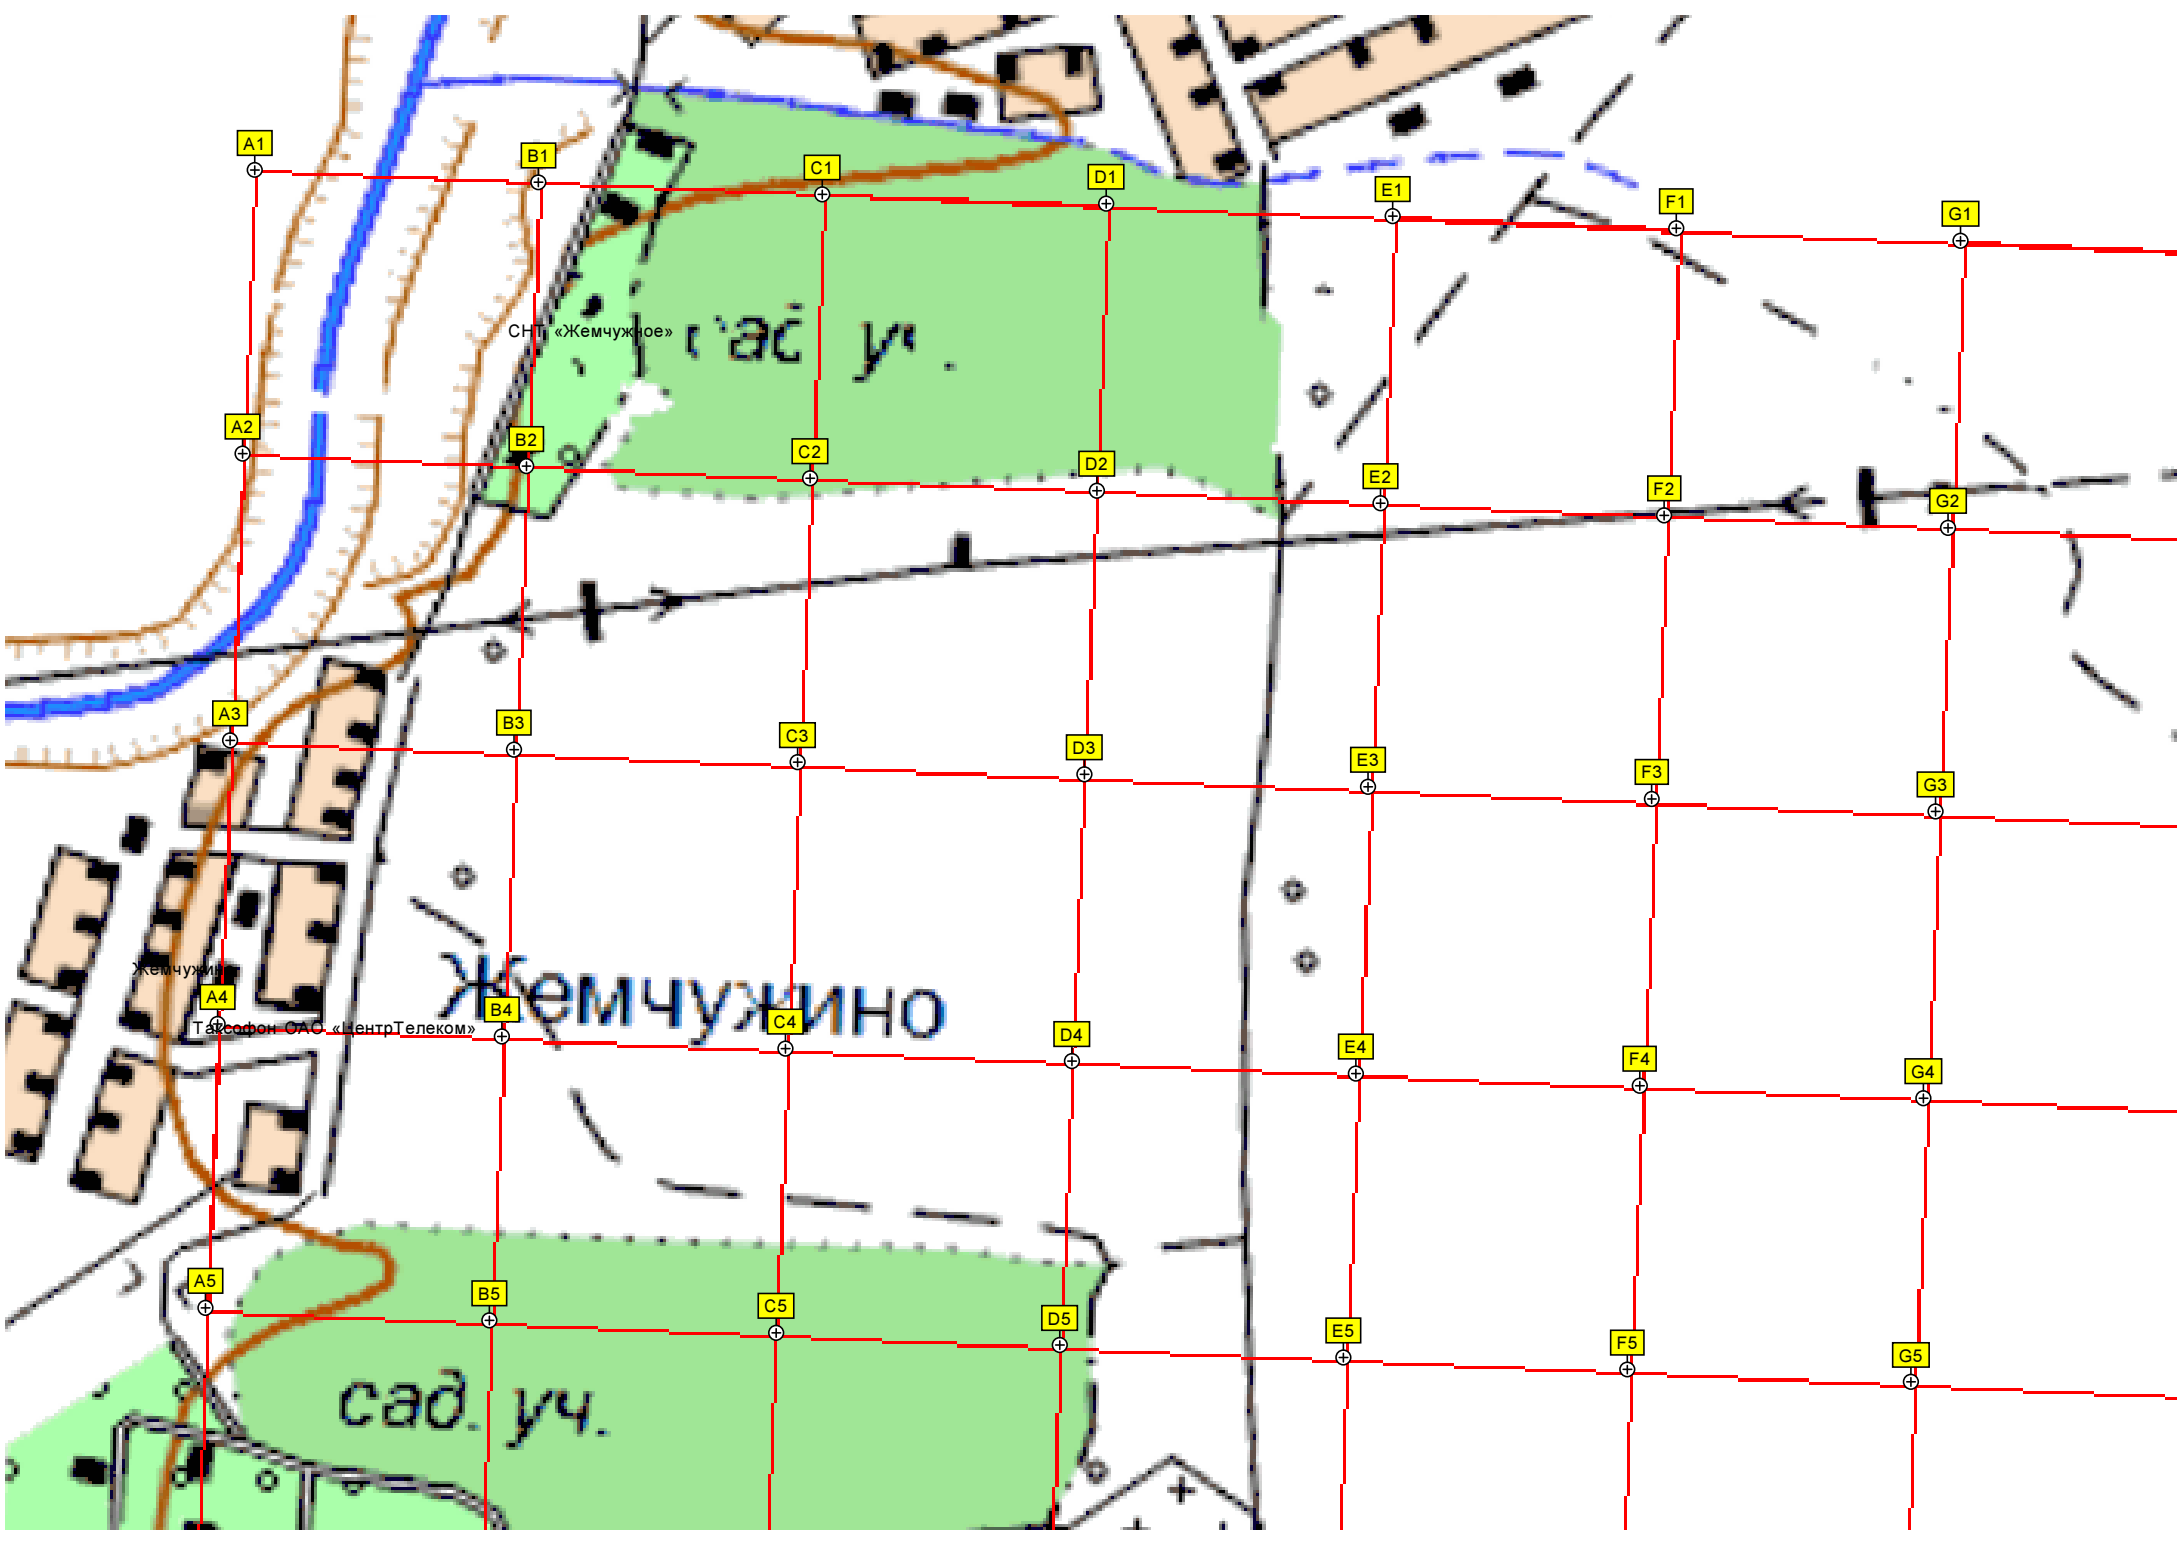 A1
B1
C1
D1
E1
F1
G1
СНТ «Жемчужное»
A2
B2
C2
D2
E2
F2
G2
A3
B3
C3
D3
E3
F3
G3
Жемчужино
Жемчужино
A4
B4
C4
D4
E4
F4
G4
Таксофон ОАО «ЦентрТелеком»
A5
B5
C5
D5
E5
F5
G5
сад. уч.